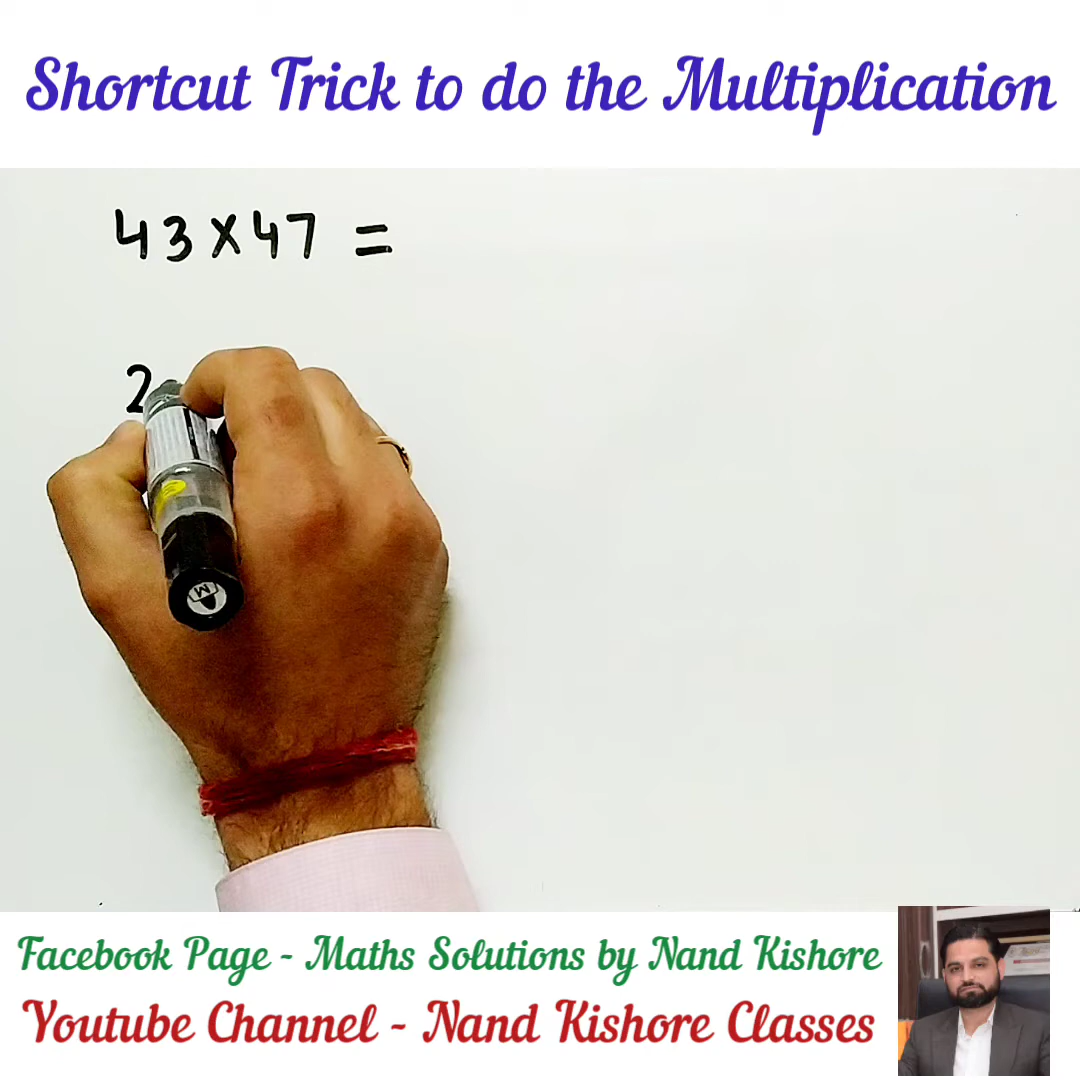 Shortcut Trick to do the Multiplication
43 × 47 =
2
M
Facebook Page - Maths Solutions by Nand Kishore
Youtube Channel - Nand Kishore Classes